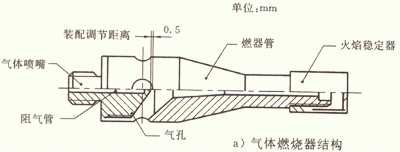 单位:mm
装配调节距离
0.5
燃器管
火焰稳定器
气体喷嘴
阻气管
气孔
a) 气体燃烧器结构